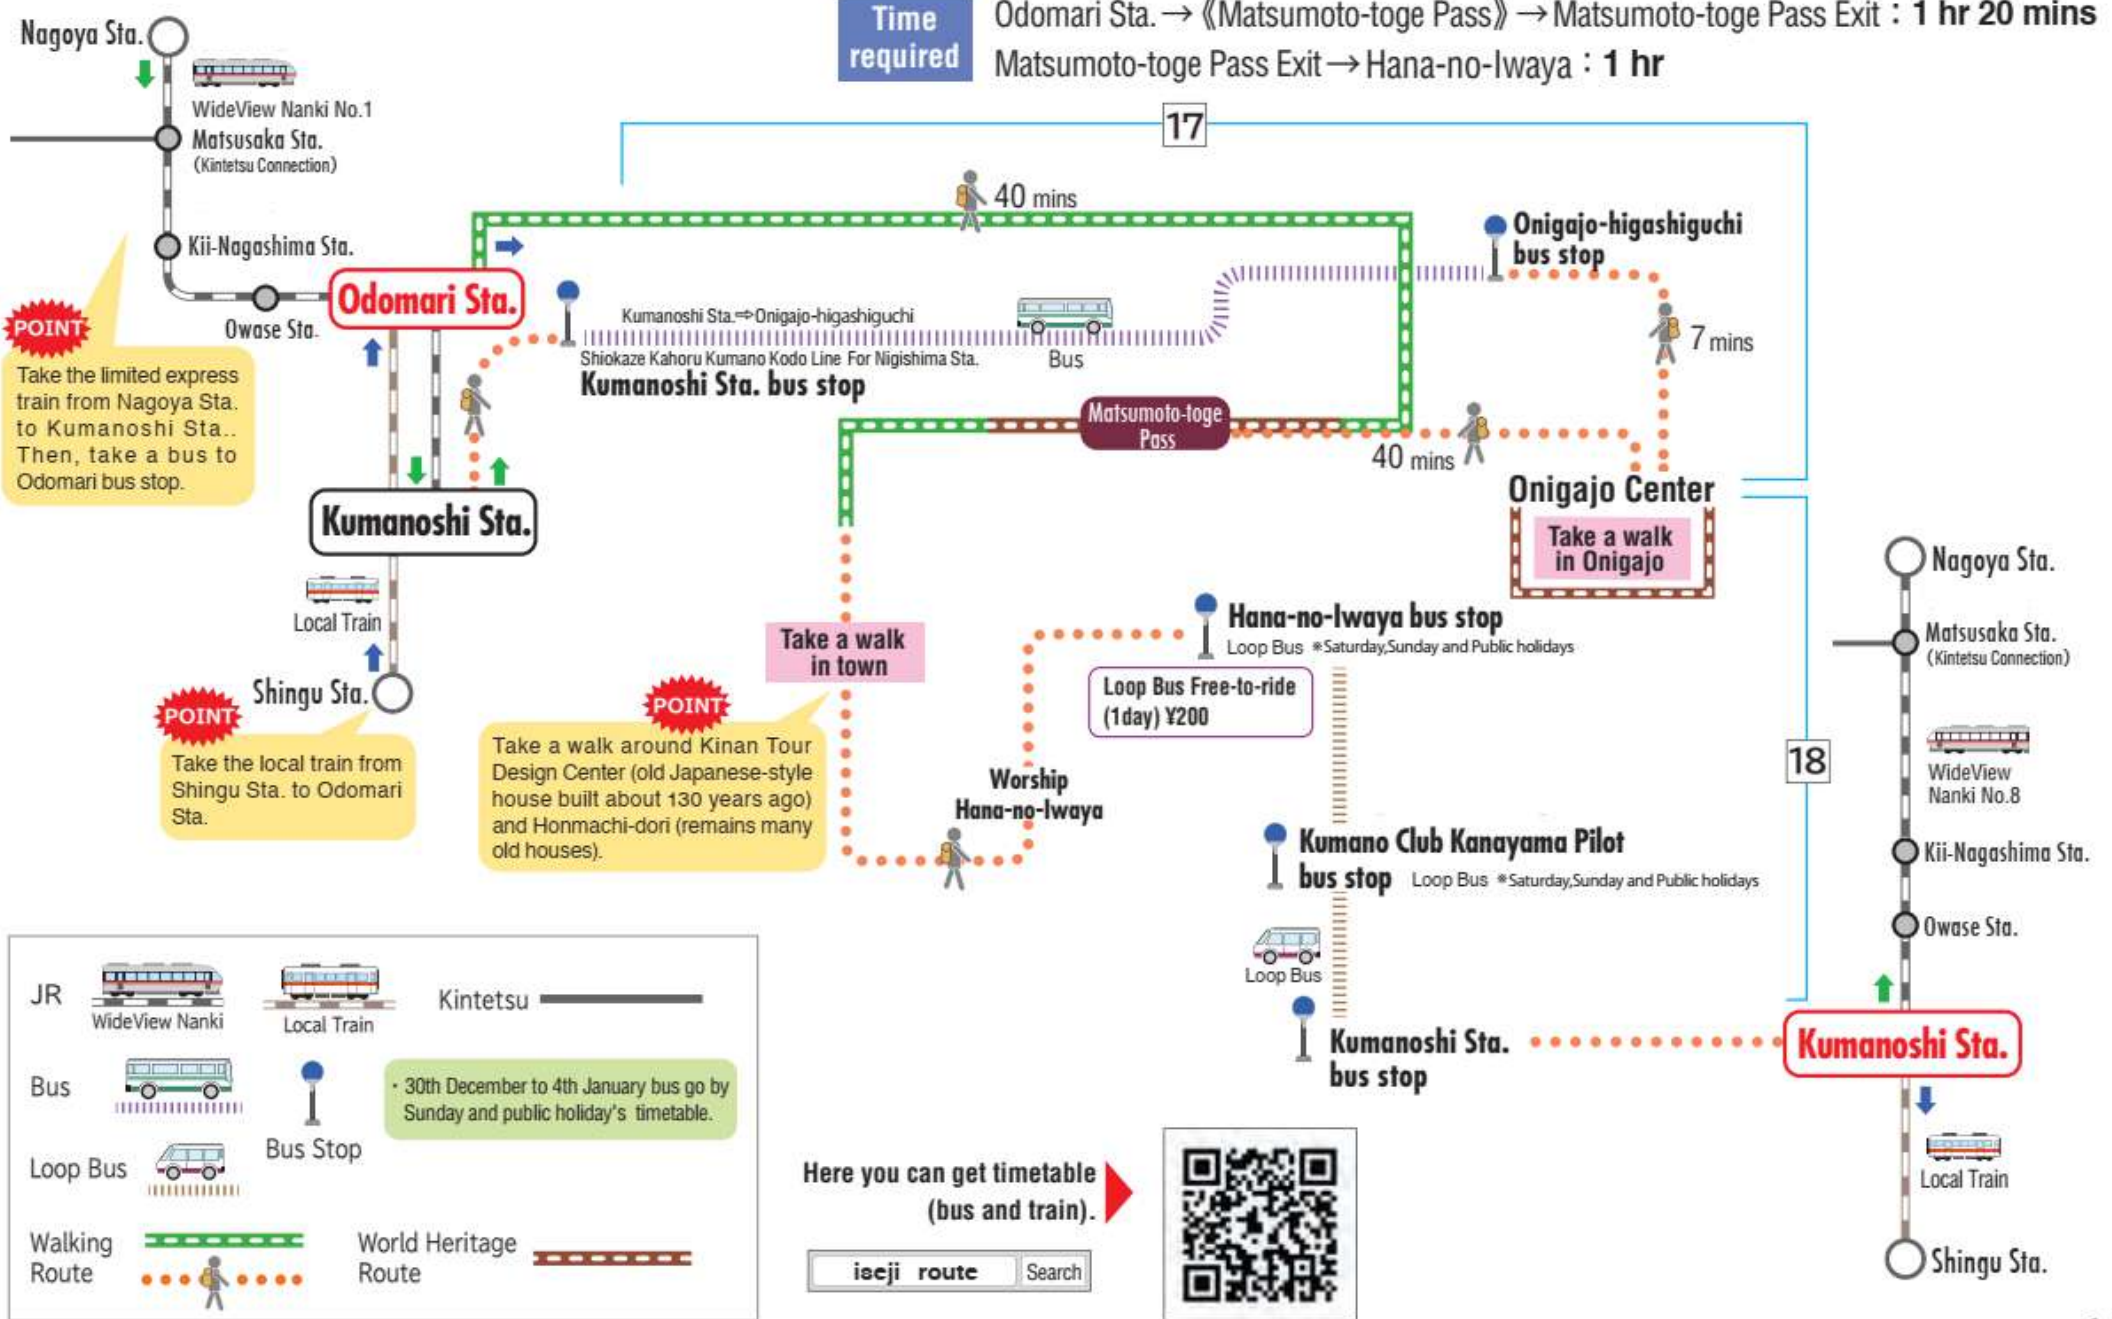 Time
required
Odomari Sta.→《Matsumoto-toge Pass》→Matsumoto-toge Pass Exit：1 hr 20 mins
Matsumoto-toge Pass Exit→Hana-no-Iwaya：1 hr
Nagoya Sta.
WideView Nanki No.1
Matsusaka Sta.
(Kintetsu Connection)
Kii-Nagashima Sta.
Owase Sta.
Odomari Sta.
POINT
Take the limited express
train from Nagoya Sta.
to Kumanoshi Sta..
Then, take a bus to
Odomari bus stop.
Kumanoshi Sta.
Local Train
Shingu Sta.
POINT
Take the local train from
Shingu Sta. to Odomari
Sta.
17
40 mins
Onigajo-higashiguchi
bus stop
Kumanoshi Sta.⇒Onigajo-higashiguchi
Shiokaze Kahoru Kumano Kodo Line For Nigishima Sta.
Bus
Kumanoshi Sta. bus stop
7 mins
Matsumoto-toge
Pass
40 mins
Onigajo Center
Take a walk
in Onigajo
Take a walk
in town
POINT
Take a walk around Kinan Tour
Design Center (old Japanese-style
house built about 130 years ago)
and Honmachi-dori (remains many
old houses).
Worship
Hana-no-Iwaya
Hana-no-Iwaya bus stop
Loop Bus ※Saturday,Sunday and Public holidays
Loop Bus Free-to-ride
(1day) ¥200
Kumano Club Kanayama Pilot
bus stop Loop Bus ※Saturday,Sunday and Public holidays
Loop Bus
Kumanoshi Sta.
bus stop
18
Nagoya Sta.
Matsusaka Sta.
(Kintetsu Connection)
WideView
Nanki No.8
Kii-Nagashima Sta.
Owase Sta.
Kumanoshi Sta.
Local Train
Shingu Sta.
JR
WideView Nanki
Local Train
Kintetsu
Bus
Bus Stop
・30th December to 4th January bus go by
Sunday and public holiday's timetable.
Loop Bus
Walking
Route
World Heritage
Route
Here you can get timetable
(bus and train).
iseji route
Search